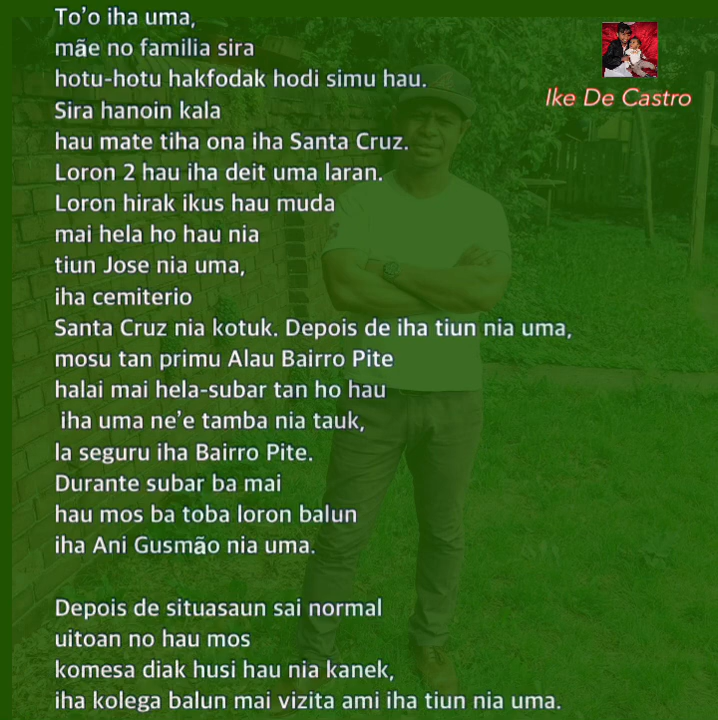 To’o iha uma,
mãe no familia sira
hotu-hotu hakfodak hodi simu hau.
Sira hanoin kala
hau mate tiha ona iha Santa Cruz.
Loron 2 hau iha deit uma laran.
Loron hirak ikus hau muda
mai hela ho hau nia
tiun Jose nia uma,
iha cemiterio
Santa Cruz nia kotuk. Depois de iha tiun nia uma,
mosu tan primu Alau Bairro Pite
halai mai hela-subar tan ho hau
iha uma ne’e tamba nia tauk,
la seguru iha Bairro Pite.
Durante subar ba mai
hau mos ba toba loron balun
iha Ani Gusmão nia uma.
Depois de situasaun sai normal
uitoan no hau mos
komesa diak husi hau nia kanek,
iha kolega balun mai vizita ami iha tiun nia uma.
Ike De Castro